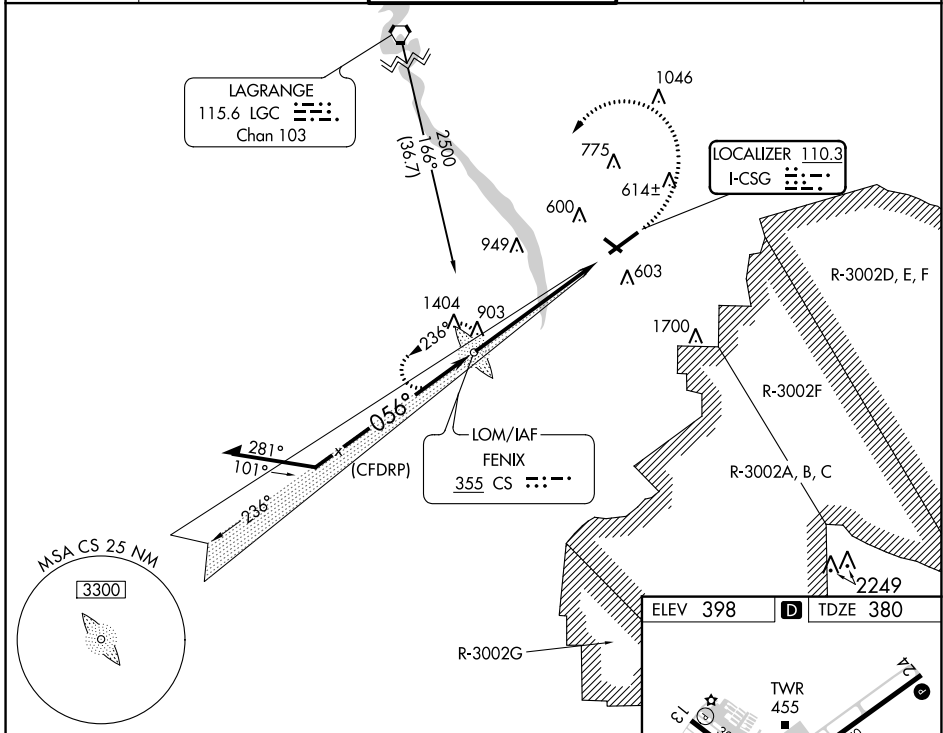 LAGRANGE
115.6 LGC
Chan 103
2500
166°
(36.7)
1046
775
614±
LOCALIZER 110.3
I-CSG
600
949
603
R-3002D, E, F
1404
903
236°
1700
R-3002F
056°
LOM/IAF
FENIX
355 CS
281°
101°
(CFDRP)
R-3002A, B, C
236°
MSA CS 25 NM
3300
2249
R-3002G
ELEV 398
D
TDZE 380
TWR
455
24
13
P
P